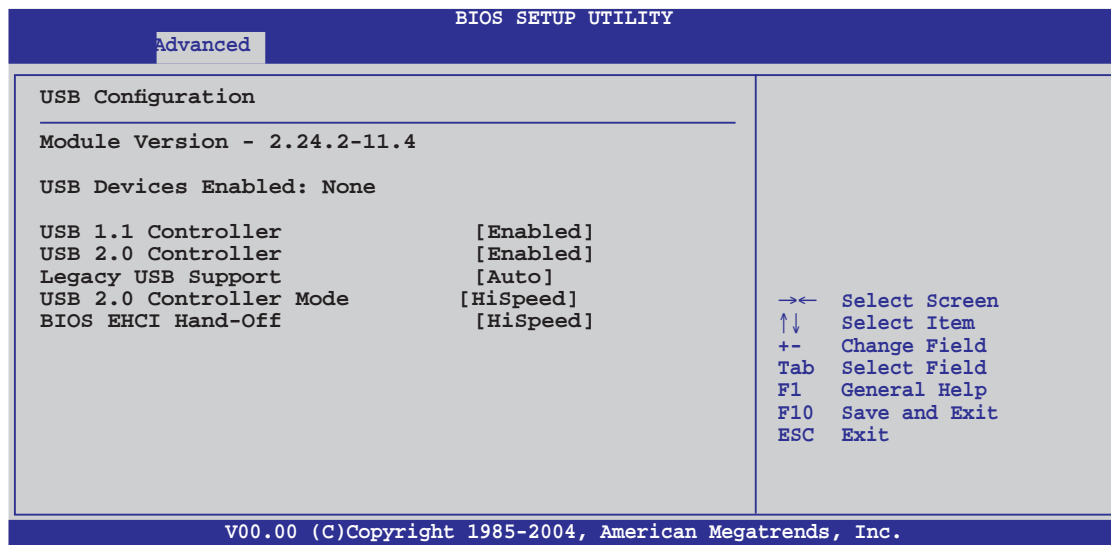 BIOS SETUP UTILITY
Advanced
USB Configuration
Module Version - 2.24.2-11.4
USB Devices Enabled: None
USB 1.1 Controller [Enabled]
USB 2.0 Controller [Enabled]
Legacy USB Support [Auto]
USB 2.0 Controller Mode [HiSpeed]
BIOS EHCI Hand-Off [HiSpeed]
→← Select Screen
↑↓ Select Item
+- Change Field
Tab Select Field
F1 General Help
F10 Save and Exit
ESC Exit
V00.00 (C)Copyright 1985-2004, American Megatrends, Inc.